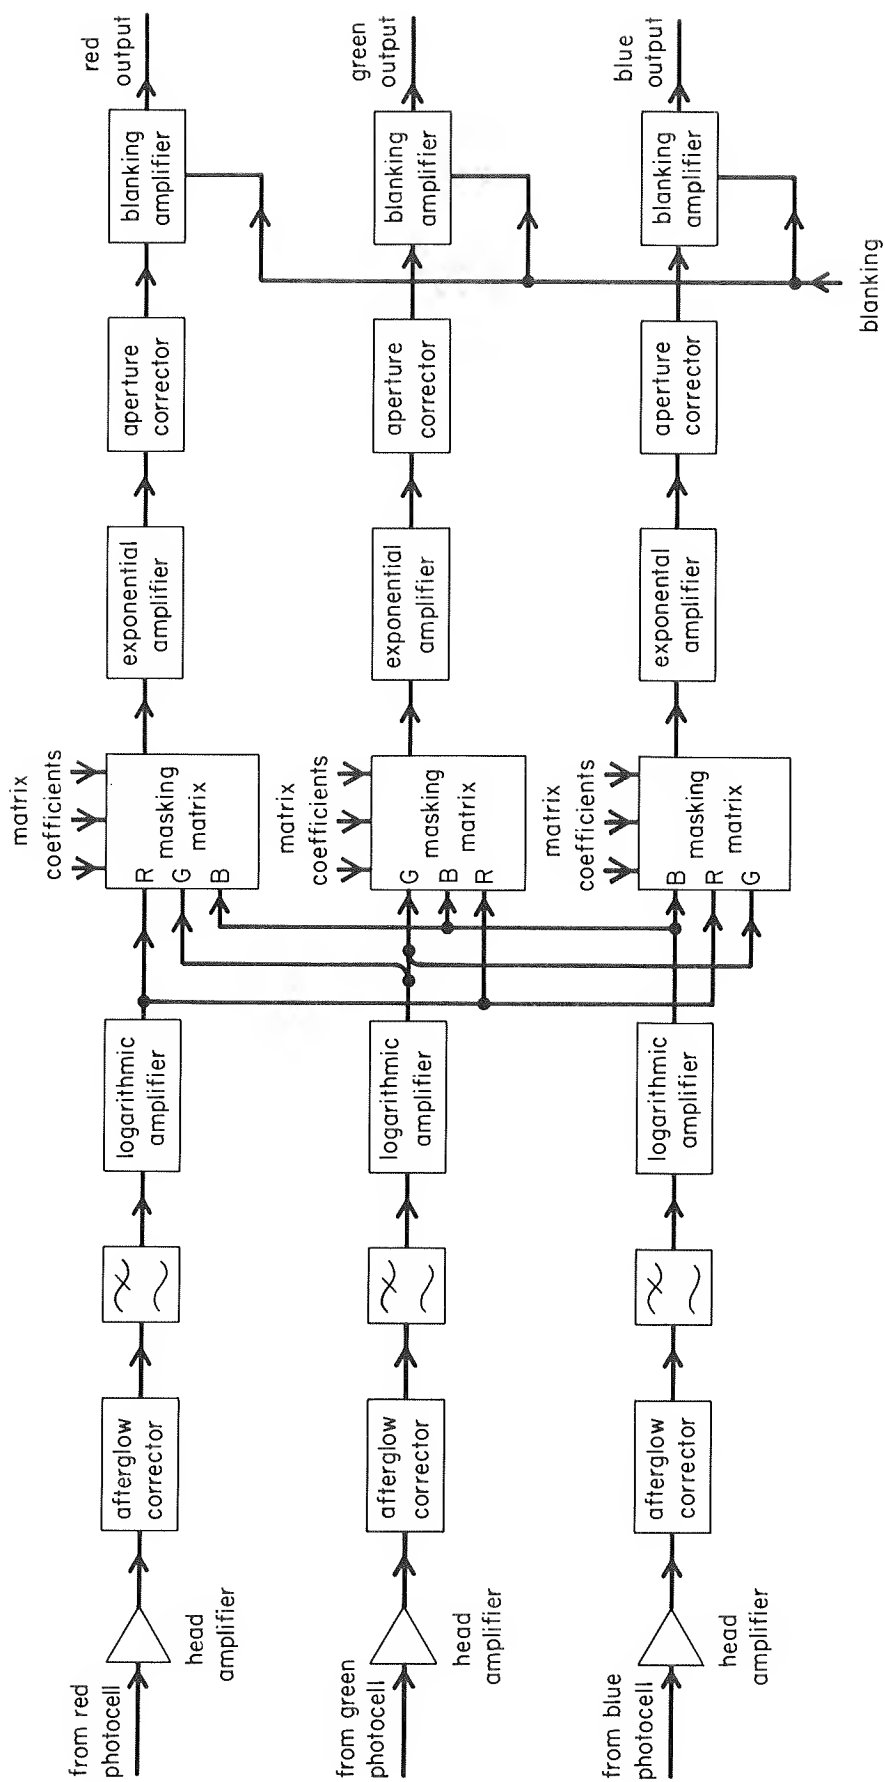 from red
photocell
head
amplifier
afterglow
corrector
logarithmic
amplifier
matrix
coefficients
R
G
B
masking
matrix
exponential
amplifier
aperture
corrector
blanking
amplifier
red
output
from green
photocell
head
amplifier
afterglow
corrector
logarithmic
amplifier
matrix
coefficients
G
B
R
masking
matrix
exponential
amplifier
aperture
corrector
blanking
amplifier
green
output
from blue
photocell
head
amplifier
afterglow
corrector
logarithmic
amplifier
matrix
coefficients
B
R
G
masking
matrix
exponential
amplifier
aperture
corrector
blanking
amplifier
blue
output
blanking